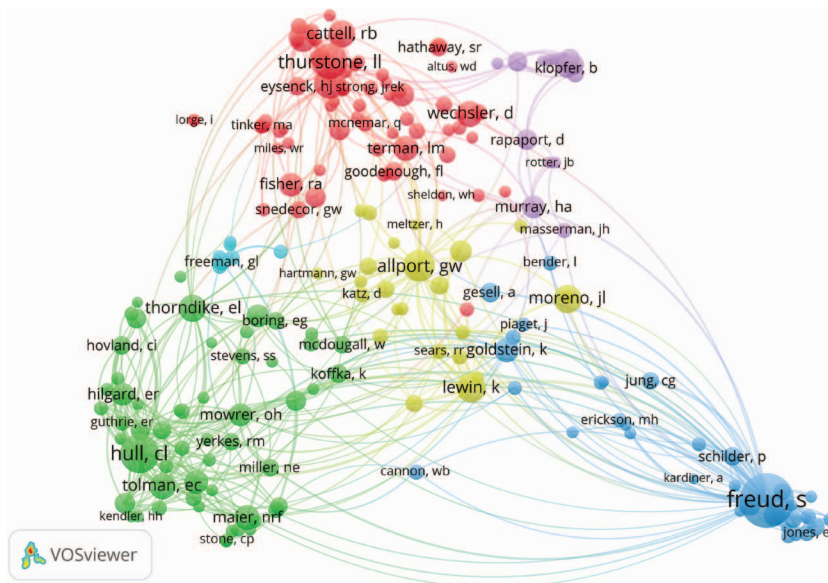 cattell, rb
hathaway, sr
thurstone, ll
altus, wd
klopfer, b
eysenck, hj strong, jrek
lorge, i
tinker, ma
mcnemar, q
wechsler, d
miles, wr
terman, lm
rapaport, d
goodenough, fl
rotter, jb
fisher, ra
sheldon, wh
snedecor, gw
murray, ha
meltzer, h
masserman, jh
freeman, gl
allport, gw
bender, l
hartmann, gw
katz, d
gesell, a
moreno, jl
thorndike, el
boring, eg
piaget, j
hovland, ci
stevens, ss
mcdougall, w
sears, rr
goldstein, k
koffka, k
jung, cg
hilgard, er
lewin, k
guthrie, er
mowrer, oh
erickson, mh
yerkes, rm
hull, cl
miller, ne
cannon, wb
schilder, p
kardiner, a
tolman, ec
freud, s
kendler, hh
maier, nrf
stone, cp
jones, e
VOSviewer